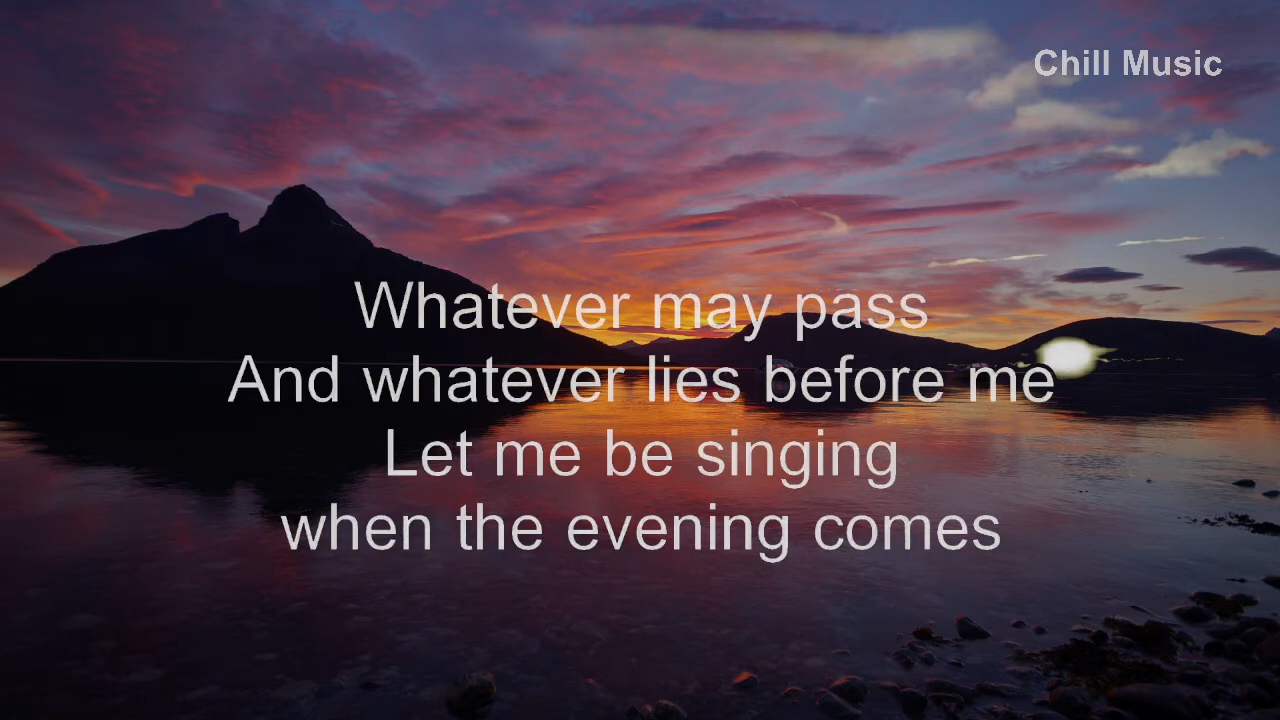 Chill Music
Whatever may pass
And whatever lies before me
Let me be singing
when the evening comes